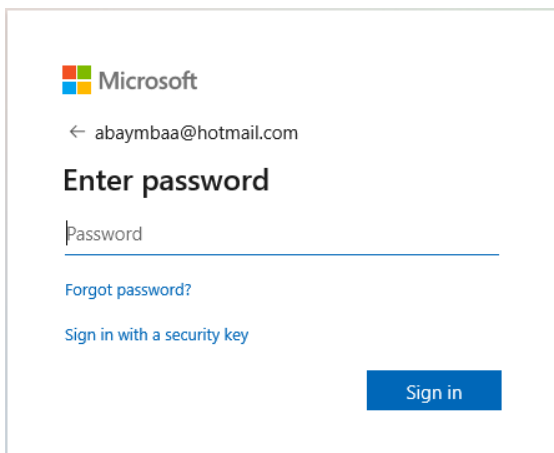 Microsoft
← abaymbaa@hotmail.com
Enter password
Password
Forgot password?
Sign in with a security key
Sign in